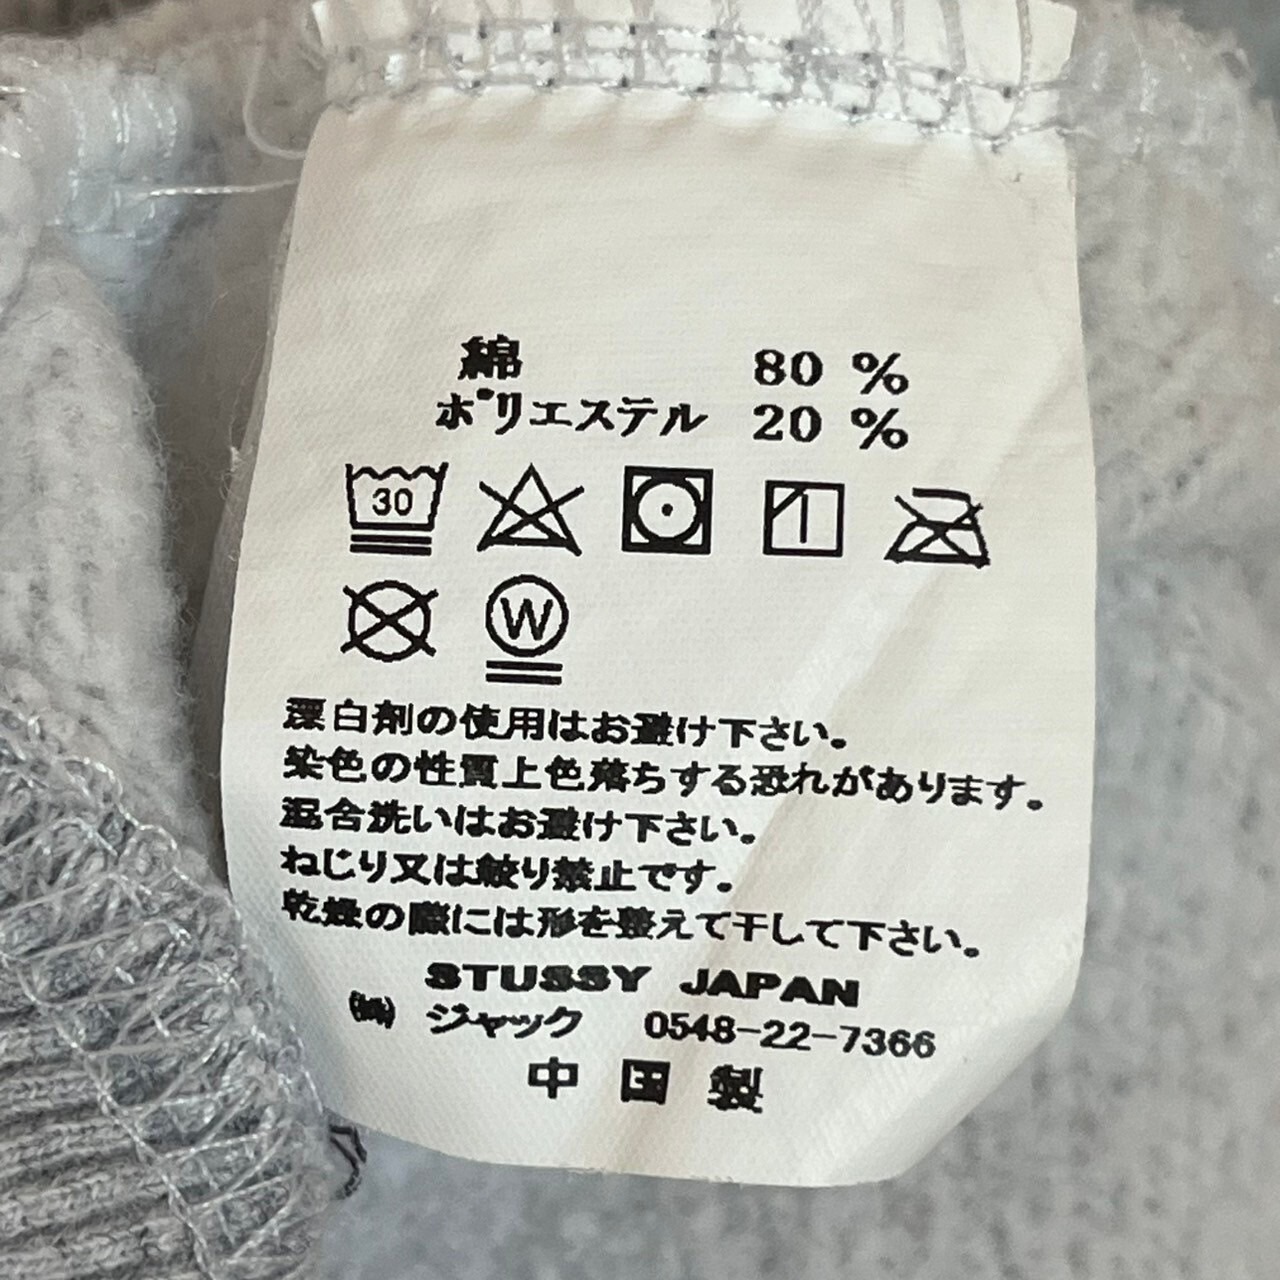 綿 80 %
ポリエステル 20 %
30
W
漂白剤の使用はお避け下さい。
染色の性質上色落ちする恐れがあります。
混合洗いはお避け下さい。
ねじり又は絞り禁止です。
乾燥の際には形を整えて干して下さい。
STUSSY JAPAN
㈱ ジャック 0548-22-7366
中国製